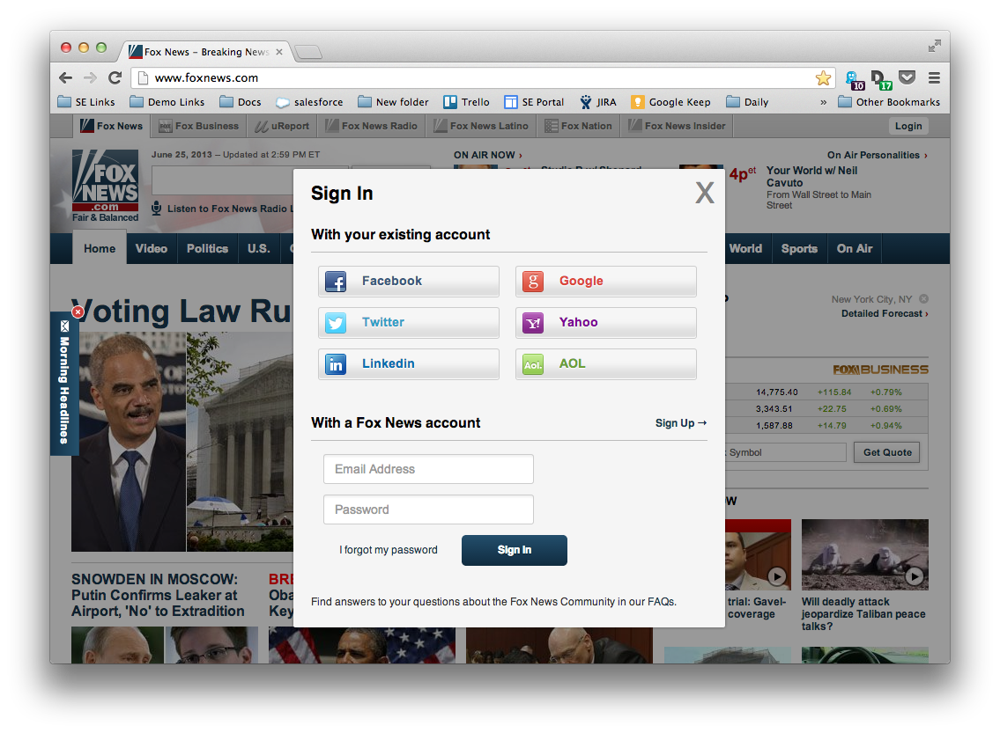 Fox News – Breaking News
www.foxnews.com
10
17
SE Links
Demo Links
Docs
salesforce
New folder
Trello
SE Portal
JIRA
Google Keep
Daily
»
Other Bookmarks
Fox News
Fox Business
uReport
Fox News Radio
Fox News Latino
Fox Nation
Fox News Insider
Login
June 25, 2013 – Updated at 2:59 PM ET
ON AIR NOW ›
On Air Personalities ›
FOX
NEWS
.com
Fair & Balanced
Listen to Fox News Radio
4pet
Your World w/ Neil
Cavuto
From Wall Street to Main
Street
Home
Video
Politics
U.S.
World
Sports
On Air
Sign In
X
With your existing account
Facebook
Google
Twitter
Yahoo
Linkedin
AOL
With a Fox News account
Sign Up →
Email Address
Password
I forgot my password
Sign In
Find answers to your questions about the Fox News Community in our FAQs.
Voting Law Ru
Morning Headlines
New York City, NY
Detailed Forecast ›
FOX BUSINESS
14,775.40 +115.84 +0.79%
3,343.51 +22.75 +0.69%
1,587.88 +14.79 +0.94%
Symbol
Get Quote
OW
SNOWDEN IN MOSCOW:
Putin Confirms Leaker at
Airport, 'No' to Extradition
BRE
Oba
Key
trial: Gavel-
coverage
Will deadly attack
jeopardize Taliban peace
talks?